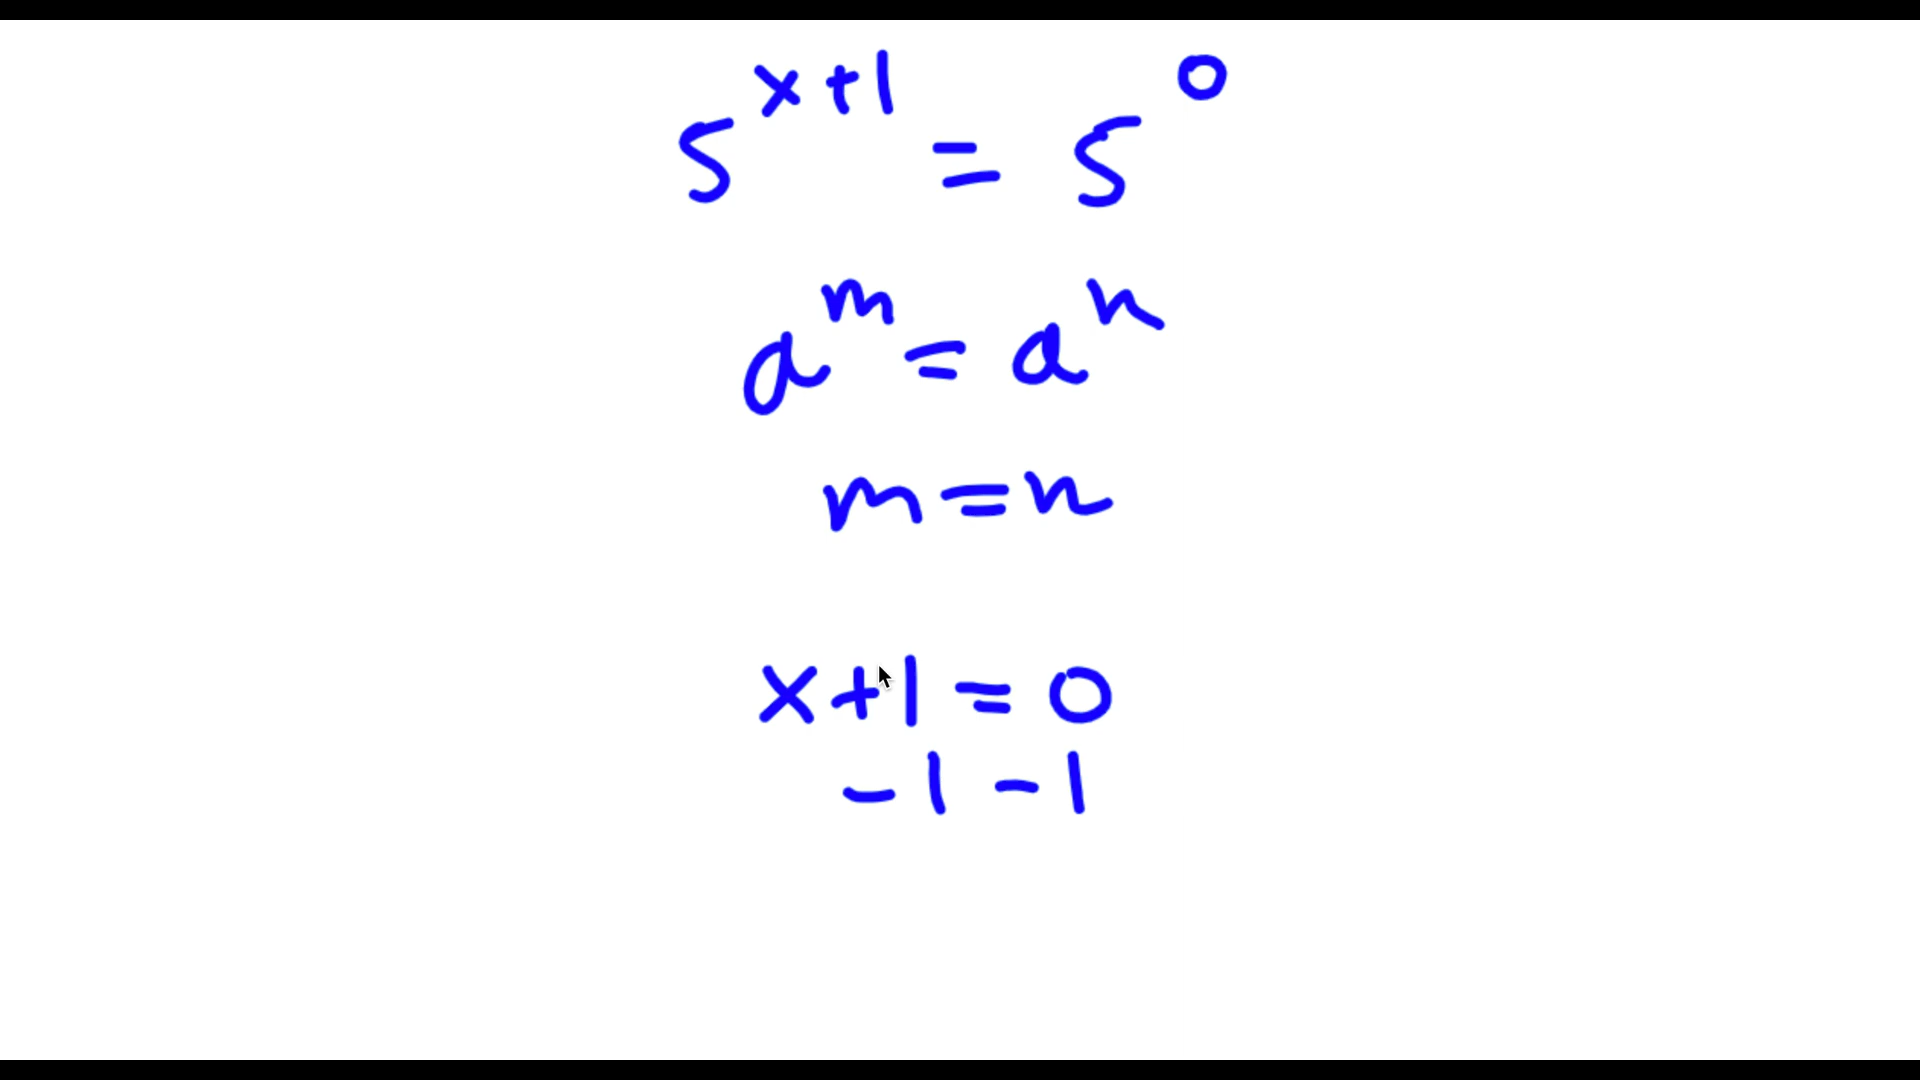 5^{x+1} = 5^0
a^m = a^n
m = n
x + 1 = 0
- 1 - 1